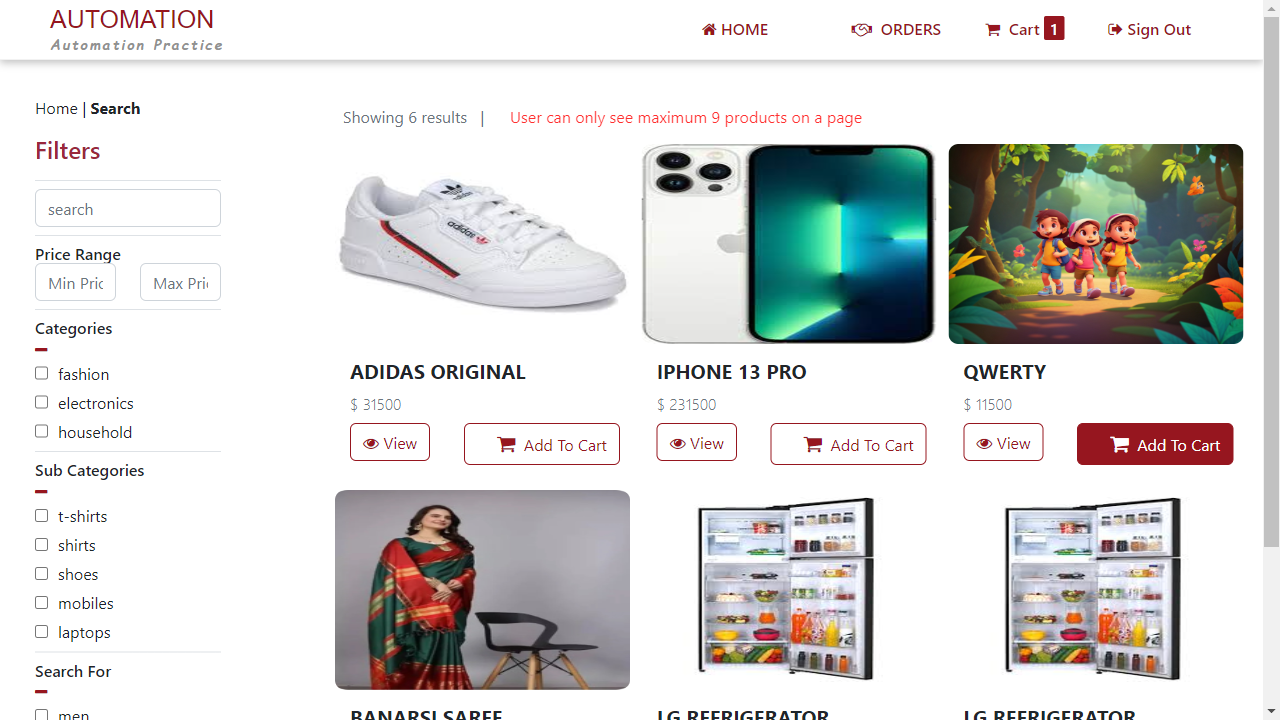 AUTOMATION
Automation Practice
HOME
ORDERS
Cart 1
Sign Out
Home | Search
Filters
search
Price Range
Min Pric
Max Pric
Categories
fashion
electronics
household
Sub Categories
t-shirts
shirts
shoes
mobiles
laptops
Search For
men
Showing 6 results |
User can only see maximum 9 products on a page
adidas
adidas
ADIDAS ORIGINAL
$ 31500
View
Add To Cart
IPHONE 13 PRO
$ 231500
View
Add To Cart
QWERTY
$ 11500
View
Add To Cart
BANARSI SAREE
LG REFRIGERATOR
LG REFRIGERATOR